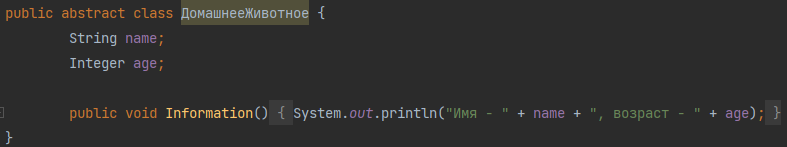 public abstract class ДомашнееЖивотное {
String name;
Integer age;
public void Information() { System.out.println("Имя - " + name + ", возраст - " + age); }
}